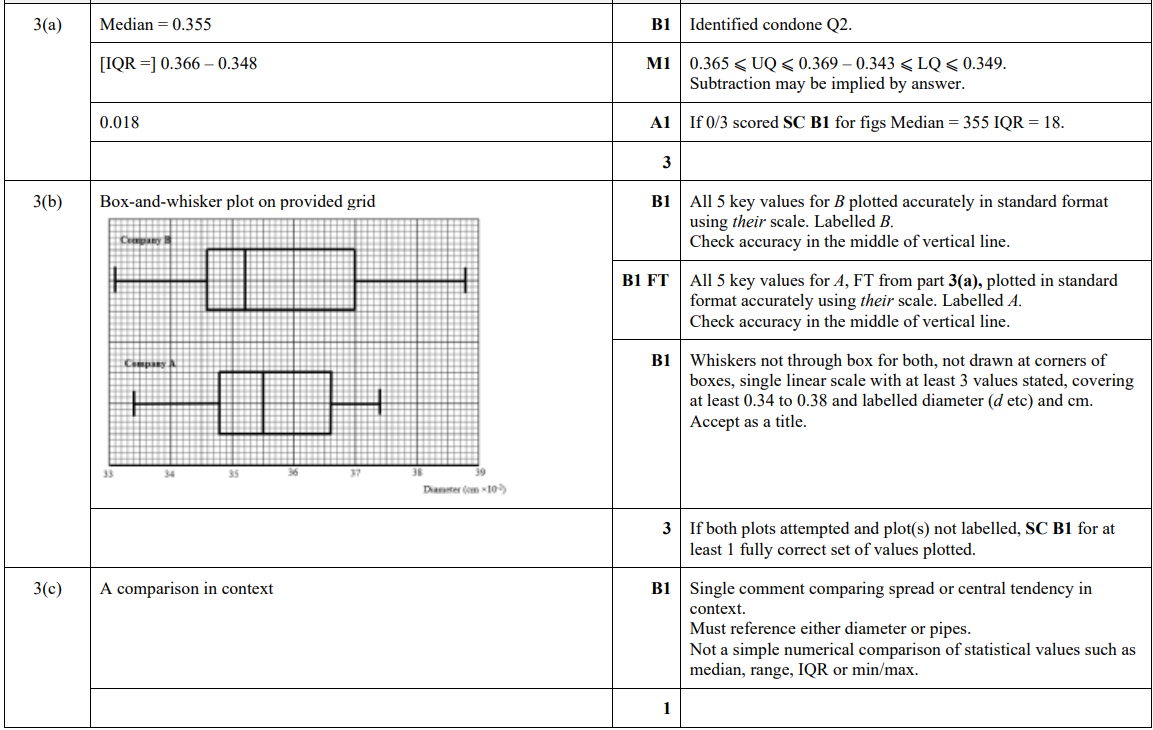 3(a) Median = 0.355 B1 Identified condone Q2.
[IQR =] 0.366 – 0.348 M1 0.365 ⩽ UQ ⩽ 0.369 – 0.343 ⩽ LQ ⩽ 0.349.
Subtraction may be implied by answer.
0.018 A1 If 0/3 scored SC B1 for figs Median = 355 IQR = 18.
3
3(b) Box-and-whisker plot on provided grid B1 All 5 key values for B plotted accurately in standard format
using their scale. Labelled B.
Check accuracy in the middle of vertical line.
Company B
B1 FT All 5 key values for A, FT from part 3(a), plotted in standard
format accurately using their scale. Labelled A.
Check accuracy in the middle of vertical line.
Company A
B1 Whiskers not through box for both, not drawn at corners of
boxes, single linear scale with at least 3 values stated, covering
at least 0.34 to 0.38 and labelled diameter (d etc) and cm.
Accept as a title.
33 34 35 36 37 38 39
Diameter (cm ×10⁻²)
3 If both plots attempted and plot(s) not labelled, SC B1 for at
least 1 fully correct set of values plotted.
3(c) A comparison in context B1 Single comment comparing spread or central tendency in
context.
Must reference either diameter or pipes.
Not a simple numerical comparison of statistical values such as
median, range, IQR or min/max.
1